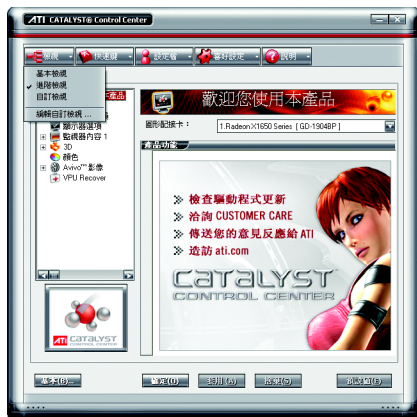 ATI CATALYST® Control Center
檢視 快速鍵 設定檔 喜好設定 說明
基本檢視
進階檢視
自訂檢視
編輯自訂檢視 ...
本產品
顯示器選項
監視器內容 1
3D
顏色
Avivo™ 影像
VPU Recover
歡迎您使用本產品
圖形配接卡：
1.Radeon X1650 Series [ GD-1904BP ]
產品功能
檢查驅動程式更新
洽詢 CUSTOMER CARE
傳送您的意見反應給 ATI
造訪 ati.com
CATALYST
CONTROL CENTER
ATI CATALYST
CONTROL CENTER
基本(B)...
確定(O) 套用(A) 放棄(S) 預設值(E)